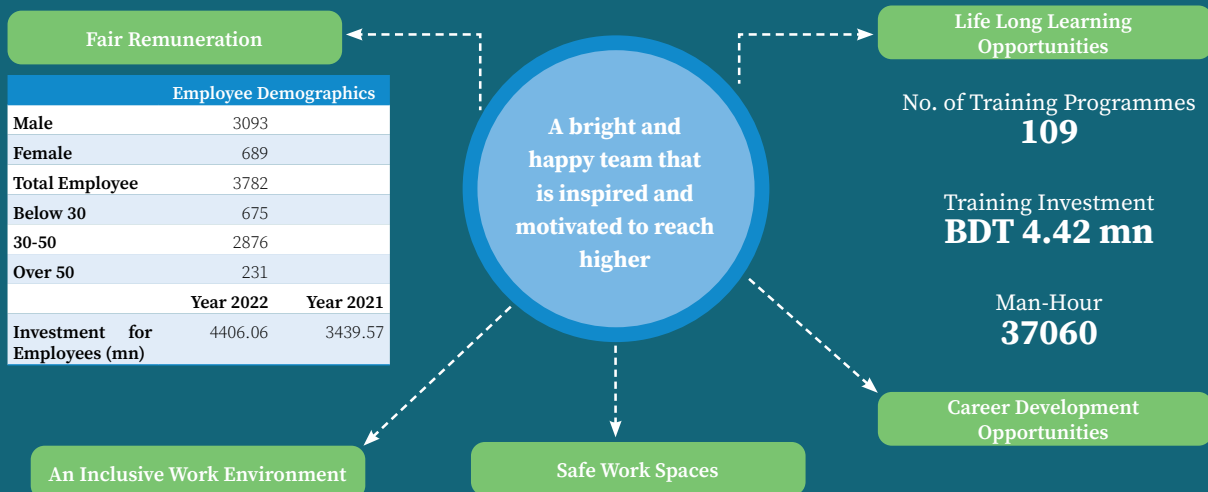 Fair Remuneration
Employee Demographics
Male 3093
Female 689
Total Employee 3782
Below 30 675
30-50 2876
Over 50 231
Year 2022 Year 2021
Investment for 4406.06 3439.57
Employees (mn)
A bright and
happy team that
is inspired and
motivated to reach
higher
Life Long Learning
Opportunities
No. of Training Programmes
109
Training Investment
BDT 4.42 mn
Man-Hour
37060
Career Development
Opportunities
An Inclusive Work Environment
Safe Work Spaces